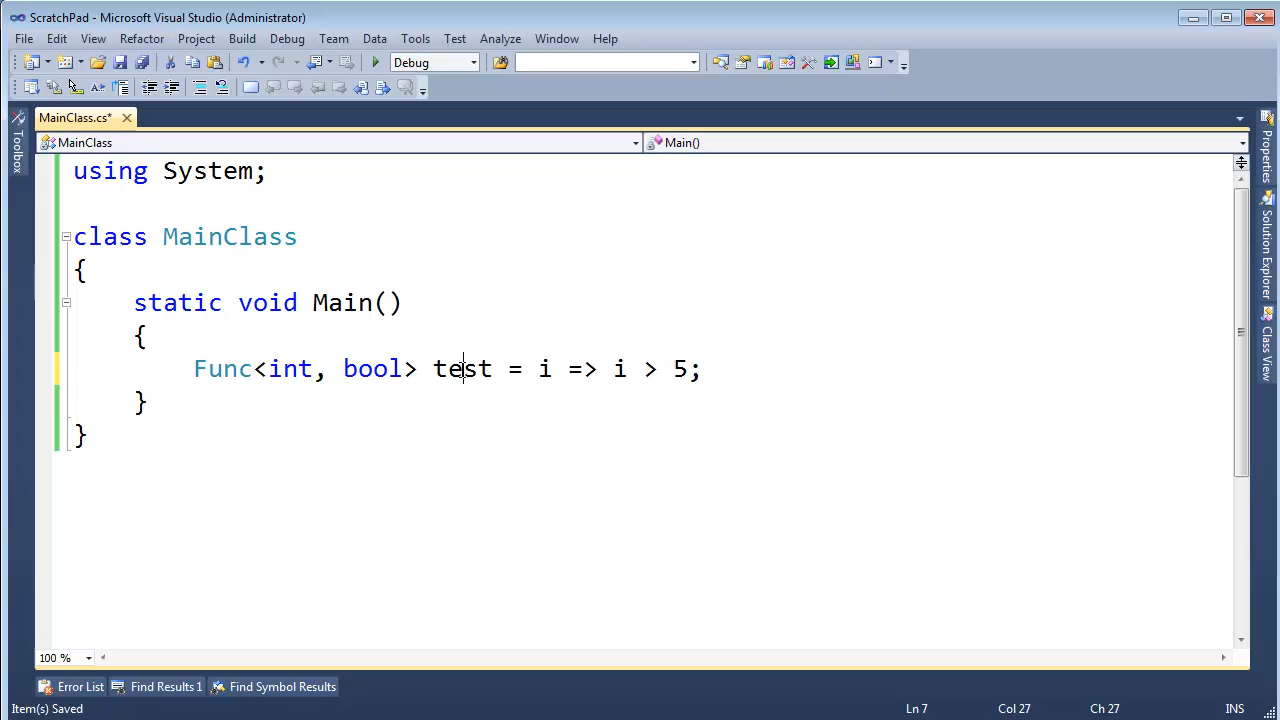 ScratchPad - Microsoft Visual Studio (Administrator)
File Edit View Refactor Project Build Debug Team Data Tools Test Analyze Window Help
Debug
MainClass.cs*
MainClass Main()
Toolbox
using System;
class MainClass
{
static void Main()
{
Func<int, bool> test = i => i > 5;
}
}
Properties
Solution Explorer
Class View
100 %
Error List Find Results 1 Find Symbol Results
Item(s) Saved Ln 7 Col 27 Ch 27 INS